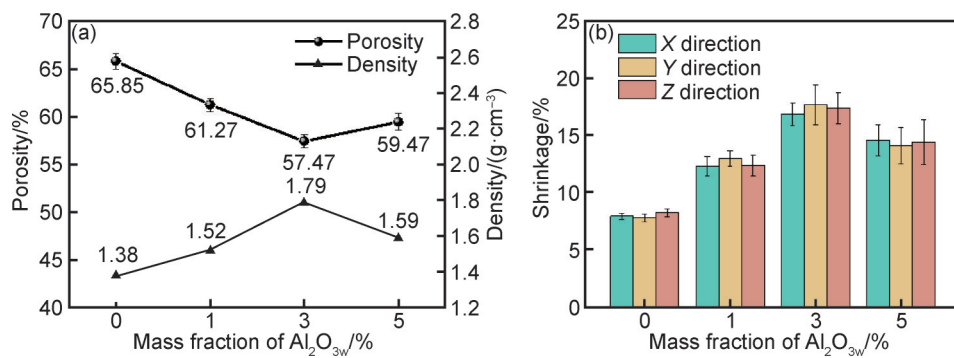 (a)
Porosity
Density
70
65
60
55
50
45
40
Porosity/%
65.85
61.27
57.47
59.47
1.38
1.52
1.79
1.59
2.8
2.6
2.4
2.2
2.0
1.8
1.6
1.4
1.2
Density/(g·cm⁻³)
0 1 3 5
Mass fraction of Al₂O₃w/%
(b)
X direction
Y direction
Z direction
25
20
15
10
5
0
Shrinkage/%
0 1 3 5
Mass fraction of Al₂O₃w/%